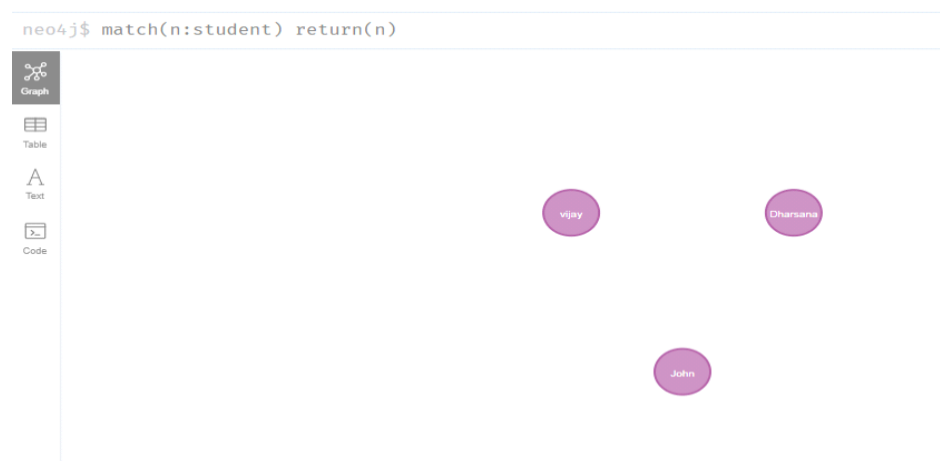 neo4j$ match(n:student) return(n)
Graph
Table
Text
Code
vijay
Dharsana
John